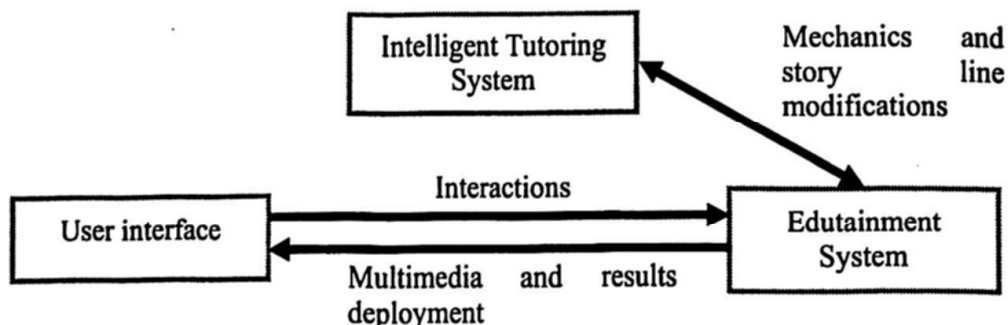 Intelligent Tutoring
System
Mechanics and
story line
modifications
Interactions
User interface
Edutainment
System
Multimedia and results
deployment